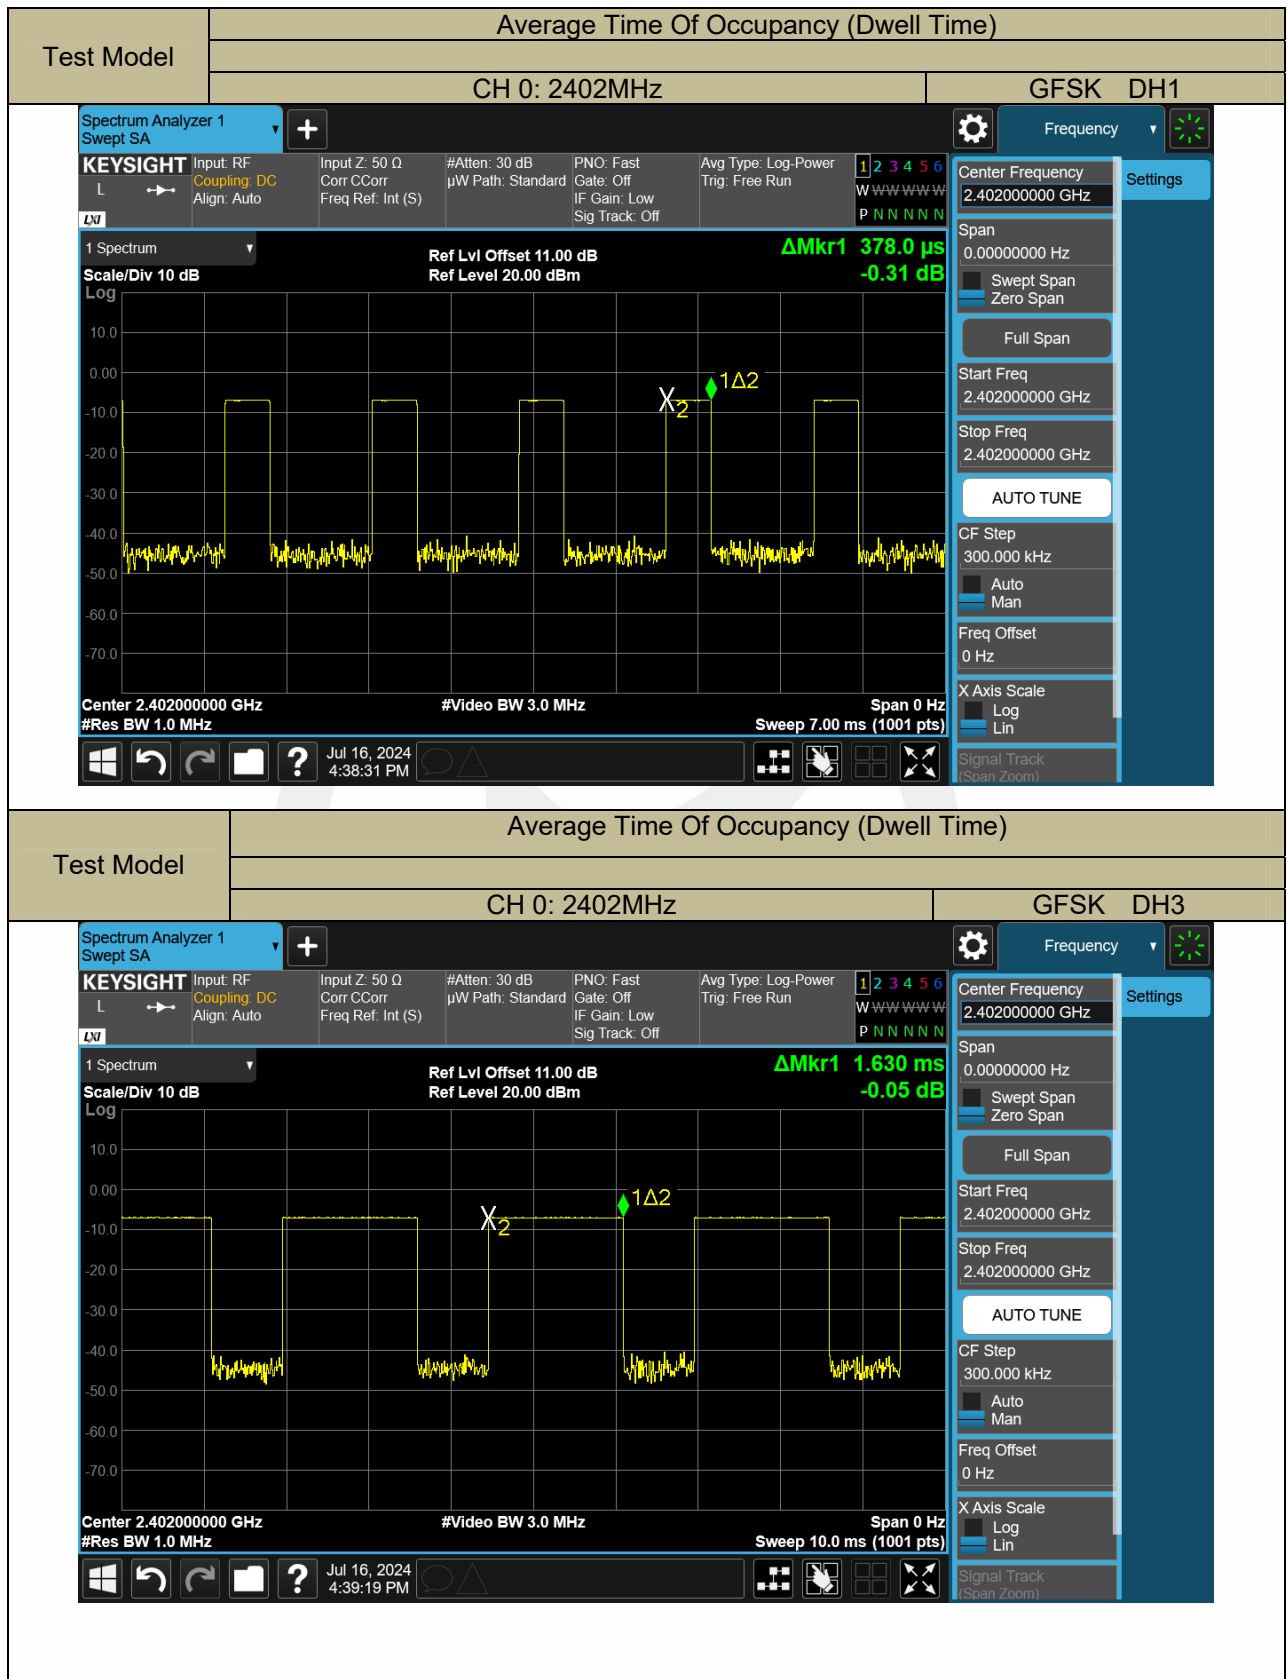 Test Model
Average Time Of Occupancy (Dwell Time)
CH 0: 2402MHz
GFSK DH1
Spectrum Analyzer 1
Swept SA
Frequency
KEYSIGHT
L
LXI
Input: RF
Coupling: DC
Align: Auto
Input Z: 50 Ω
Corr CCorr
Freq Ref: Int (S)
#Atten: 30 dB
µW Path: Standard
PNO: Fast
Gate: Off
IF Gain: Low
Sig Track: Off
Avg Type: Log-Power
Trig: Free Run
1 2 3 4 5 6
W W W W W W
P N N N N N
1 Spectrum
Scale/Div 10 dB
Log
Ref Lvl Offset 11.00 dB
Ref Level 20.00 dBm
ΔMkr1 378.0 µs
-0.31 dB
10.0
0.00
-10.0
-20.0
-30.0
-40.0
-50.0
-60.0
-70.0
X2
1Δ2
Center 2.402000000 GHz
#Res BW 1.0 MHz
#Video BW 3.0 MHz
Span 0 Hz
Sweep 7.00 ms (1001 pts)
Center Frequency
2.402000000 GHz
Settings
Span
0.00000000 Hz
Swept Span
Zero Span
Full Span
Start Freq
2.402000000 GHz
Stop Freq
2.402000000 GHz
AUTO TUNE
CF Step
300.000 kHz
Auto
Man
Freq Offset
0 Hz
X Axis Scale
Log
Lin
Signal Track
(Span Zoom)
?
Jul 16, 2024
4:38:31 PM
Test Model
Average Time Of Occupancy (Dwell Time)
CH 0: 2402MHz
GFSK DH3
Spectrum Analyzer 1
Swept SA
Frequency
KEYSIGHT
L
LXI
Input: RF
Coupling: DC
Align: Auto
Input Z: 50 Ω
Corr CCorr
Freq Ref: Int (S)
#Atten: 30 dB
µW Path: Standard
PNO: Fast
Gate: Off
IF Gain: Low
Sig Track: Off
Avg Type: Log-Power
Trig: Free Run
1 2 3 4 5 6
W W W W W W
P N N N N N
1 Spectrum
Scale/Div 10 dB
Log
Ref Lvl Offset 11.00 dB
Ref Level 20.00 dBm
ΔMkr1 1.630 ms
-0.05 dB
10.0
0.00
-10.0
-20.0
-30.0
-40.0
-50.0
-60.0
-70.0
X2
1Δ2
Center 2.402000000 GHz
#Res BW 1.0 MHz
#Video BW 3.0 MHz
Span 0 Hz
Sweep 10.0 ms (1001 pts)
Center Frequency
2.402000000 GHz
Settings
Span
0.00000000 Hz
Swept Span
Zero Span
Full Span
Start Freq
2.402000000 GHz
Stop Freq
2.402000000 GHz
AUTO TUNE
CF Step
300.000 kHz
Auto
Man
Freq Offset
0 Hz
X Axis Scale
Log
Lin
Signal Track
(Span Zoom)
?
Jul 16, 2024
4:39:19 PM